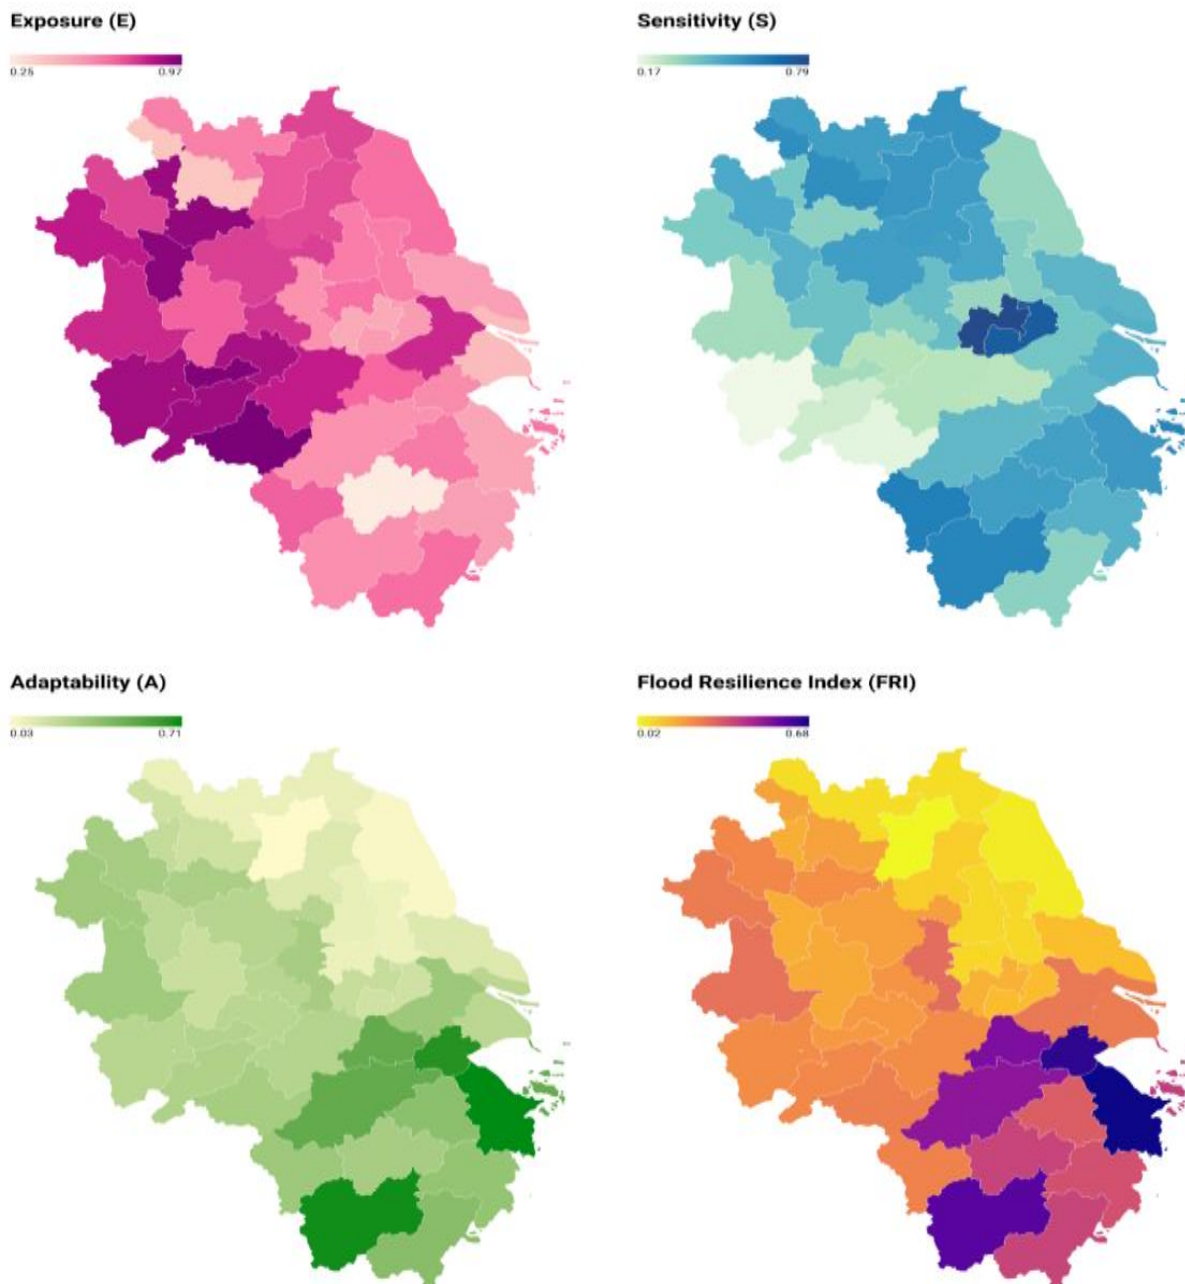 Exposure (E)
Sensitivity (S)
0.25 0.97
0.17 0.79
Adaptability (A)
Flood Resilience Index (FRI)
0.03 0.71
0.02 0.68